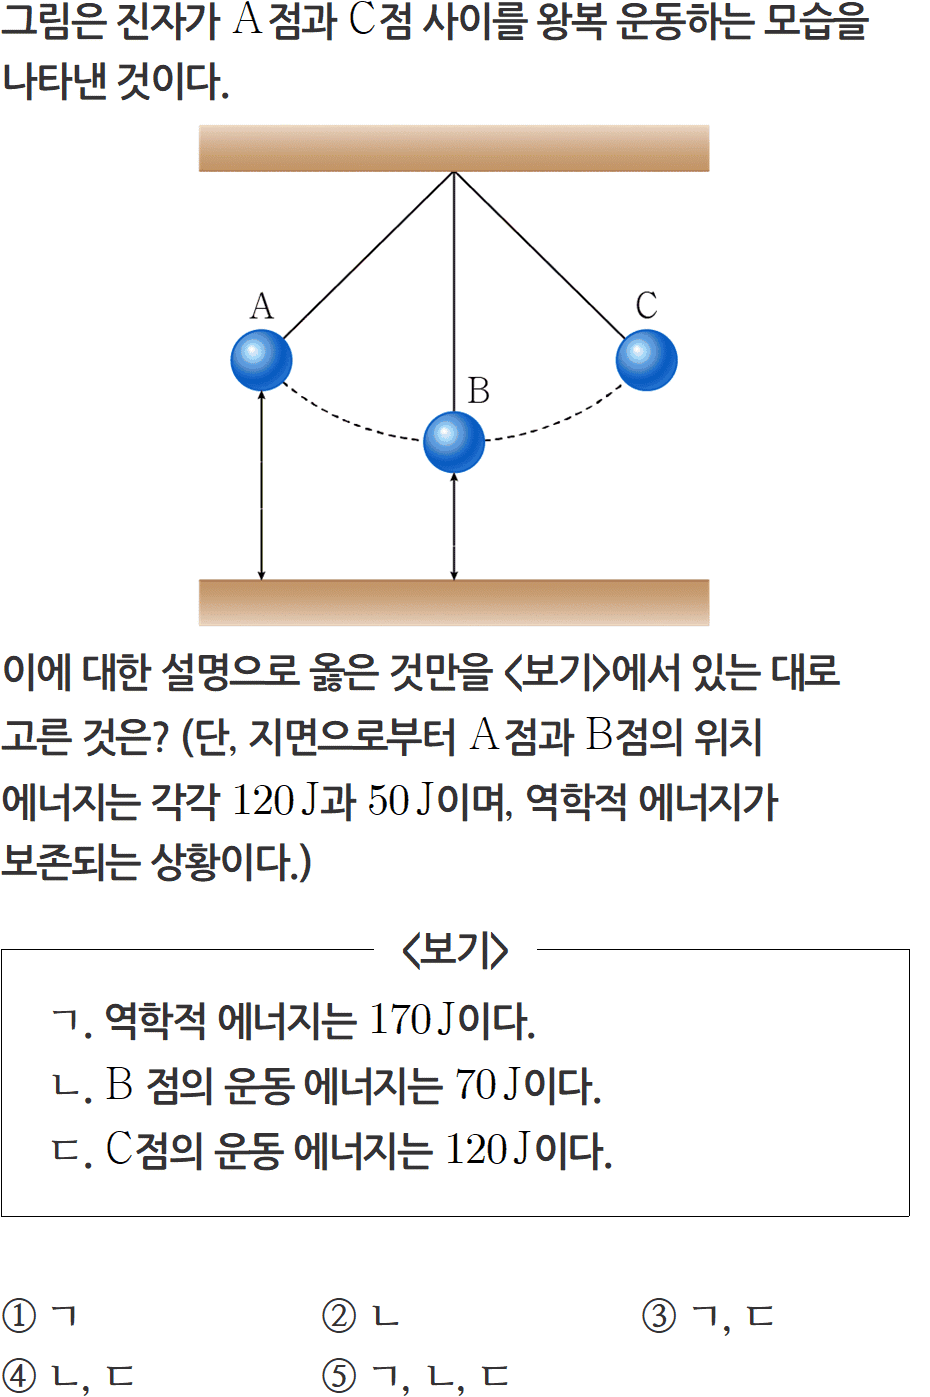 그림은 진자가 A점과 C점 사이를 왕복 운동하는 모습을
나타낸 것이다.
A
C
B
이에 대한 설명으로 옳은 것만을 <보기>에서 있는 대로
고른 것은? (단, 지면으로부터 A점과 B점의 위치
에너지는 각각 120 J과 50 J이며, 역학적 에너지가
보존되는 상황이다.)
<보기>
ㄱ. 역학적 에너지는 170 J이다.
ㄴ. B 점의 운동 에너지는 70 J이다.
ㄷ. C점의 운동 에너지는 120 J이다.
① ㄱ ② ㄴ ③ ㄱ, ㄷ
④ ㄴ, ㄷ ⑤ ㄱ, ㄴ, ㄷ